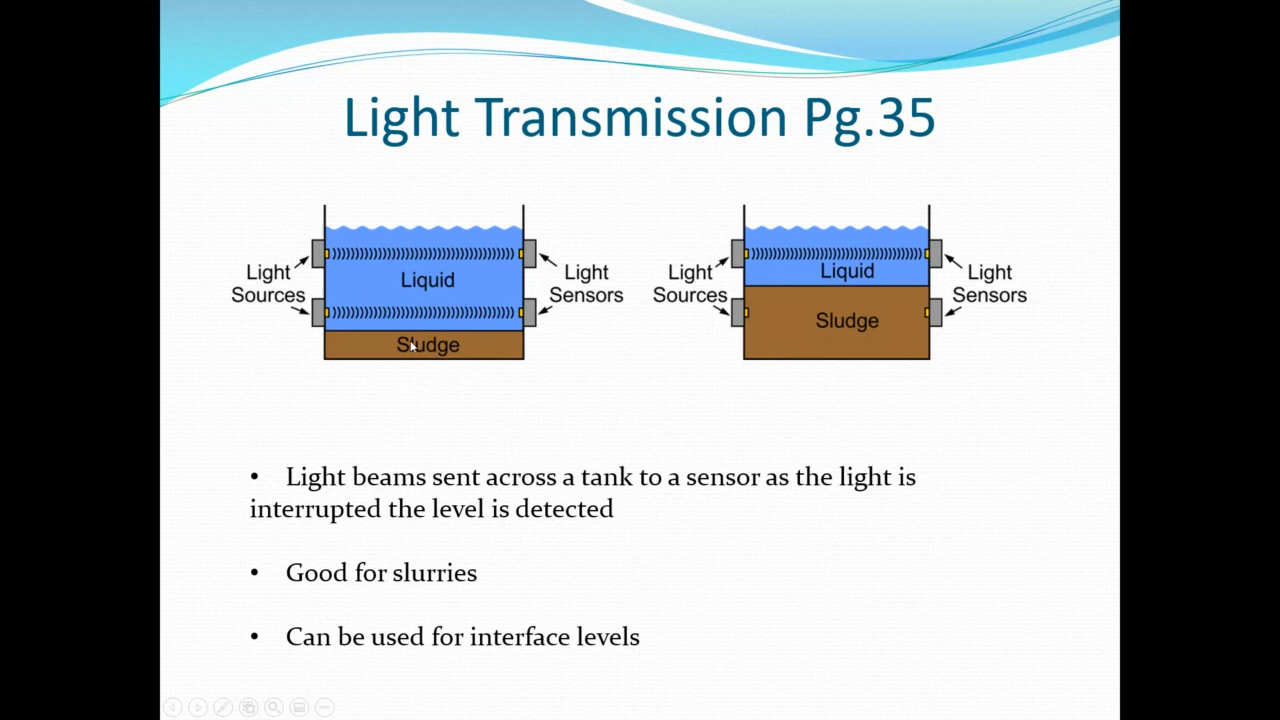 Light Transmission Pg.35
Light
Sources
Liquid
Sludge
Light
Sensors
Light
Sources
Liquid
Sludge
Light
Sensors
• Light beams sent across a tank to a sensor as the light is
interrupted the level is detected
• Good for slurries
• Can be used for interface levels